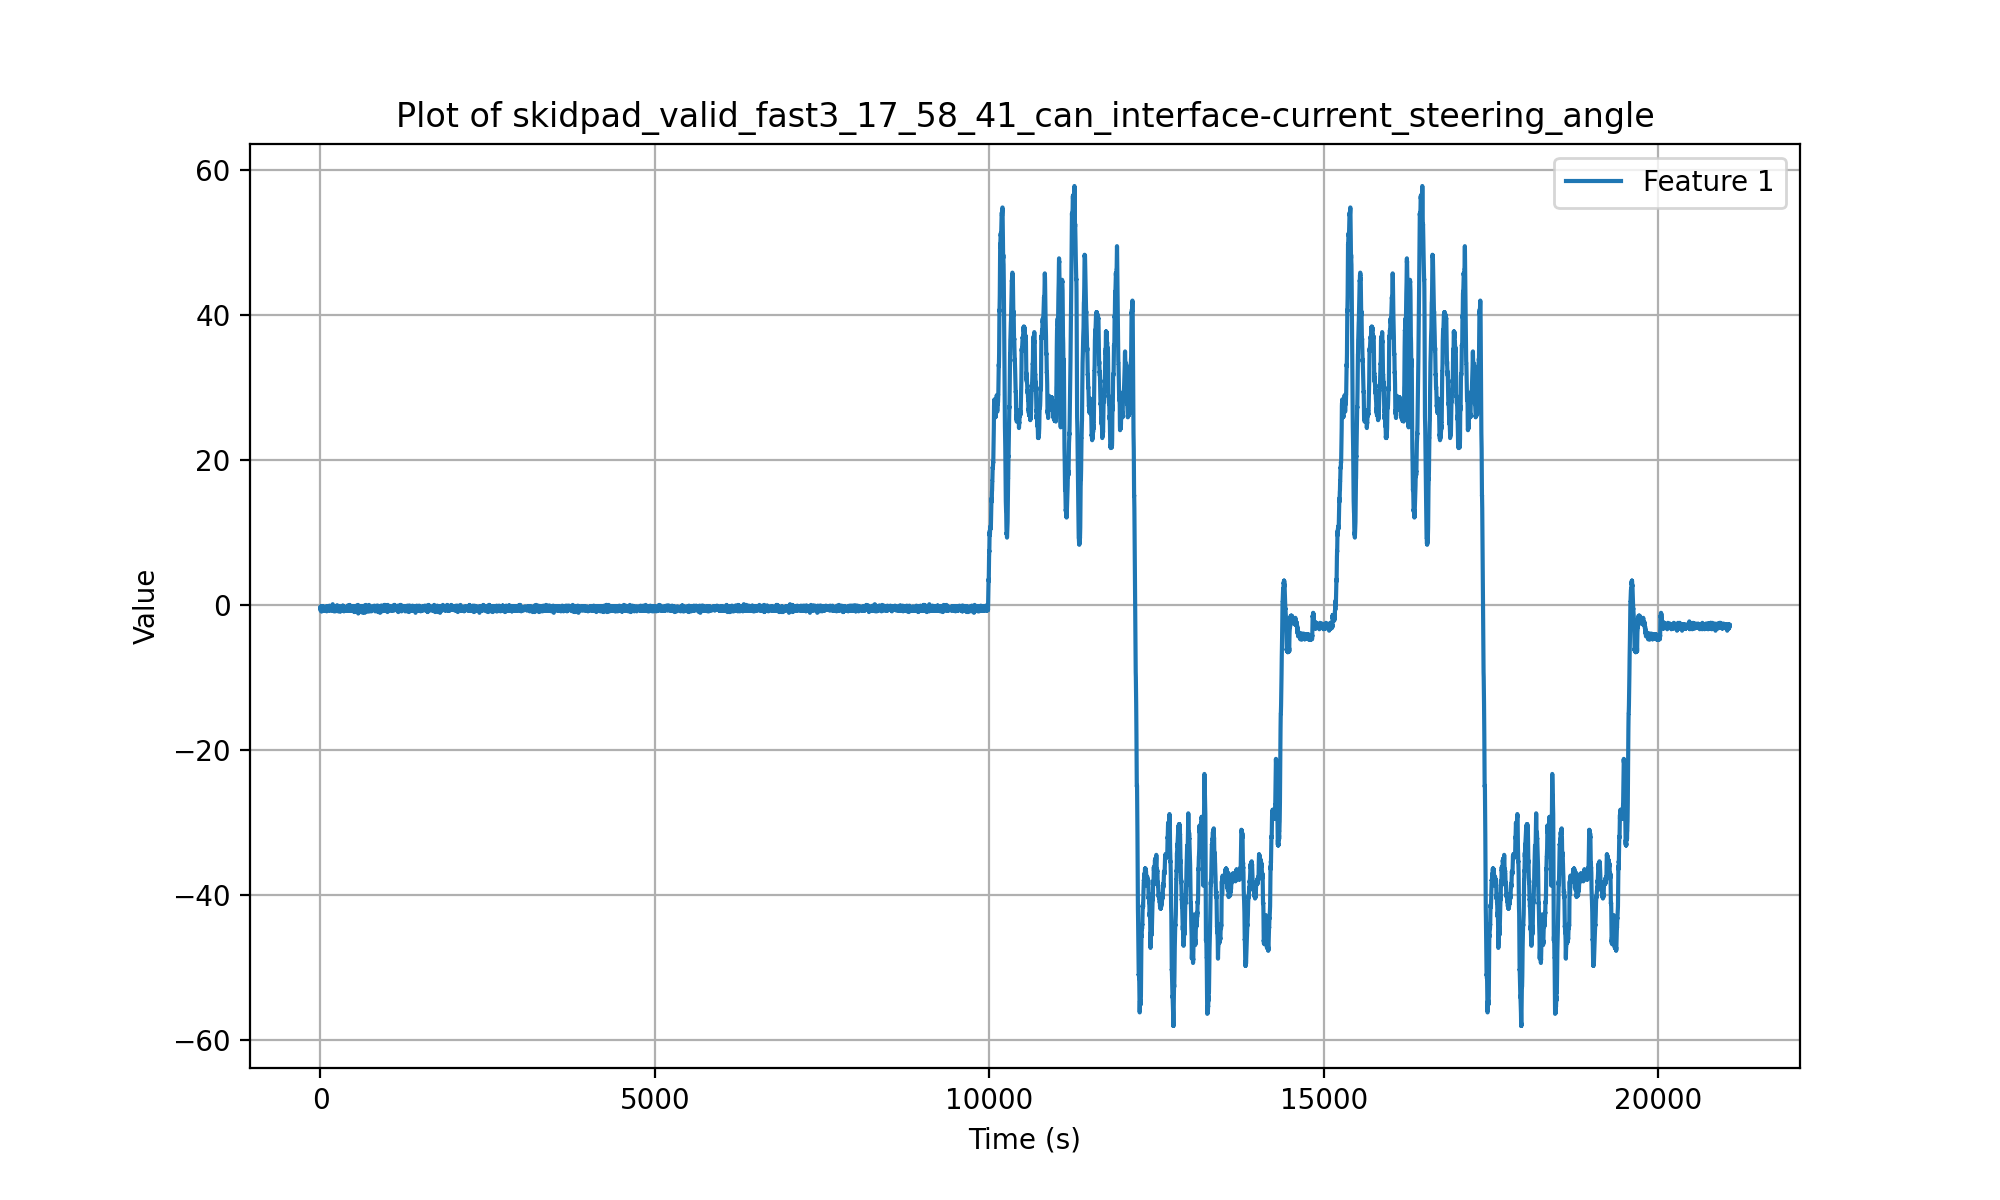 Plot of skidpad_valid_fast3_17_58_41_can_interface-current_steering_angle
Feature 1
60
40
20
0
−20
−40
−60
Value
0 5000 10000 15000 20000
Time (s)